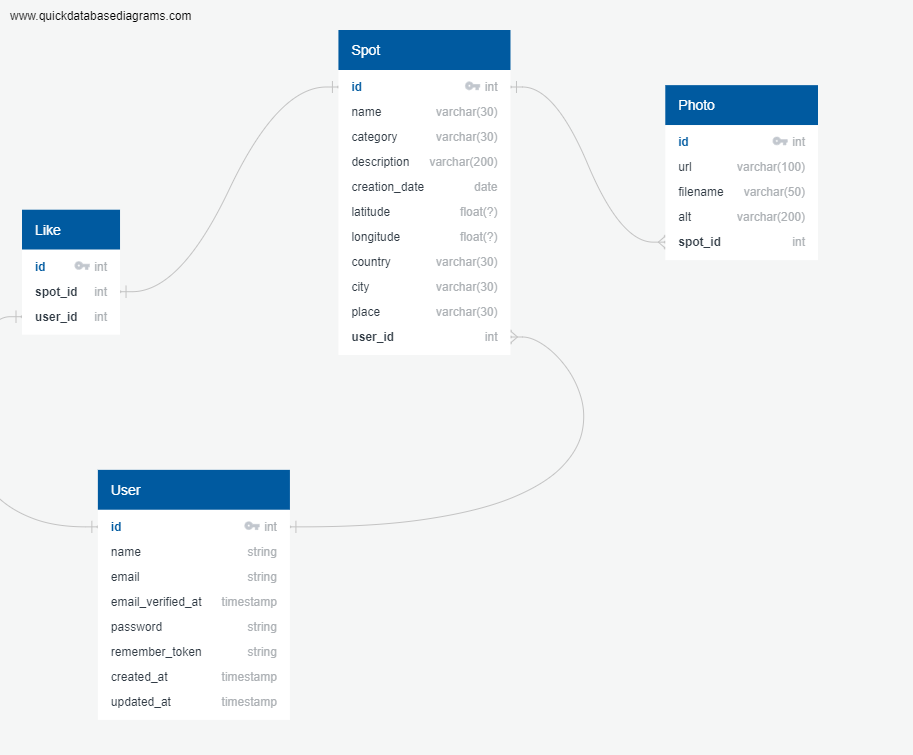 www.quickdatabasediagrams.com
Spot
id int
name varchar(30)
category varchar(30)
description varchar(200)
creation_date date
latitude float(?)
longitude float(?)
country varchar(30)
city varchar(30)
place varchar(30)
user_id int
Photo
id int
url varchar(100)
filename varchar(50)
alt varchar(200)
spot_id int
Like
id int
spot_id int
user_id int
User
id int
name string
email string
email_verified_at timestamp
password string
remember_token string
created_at timestamp
updated_at timestamp